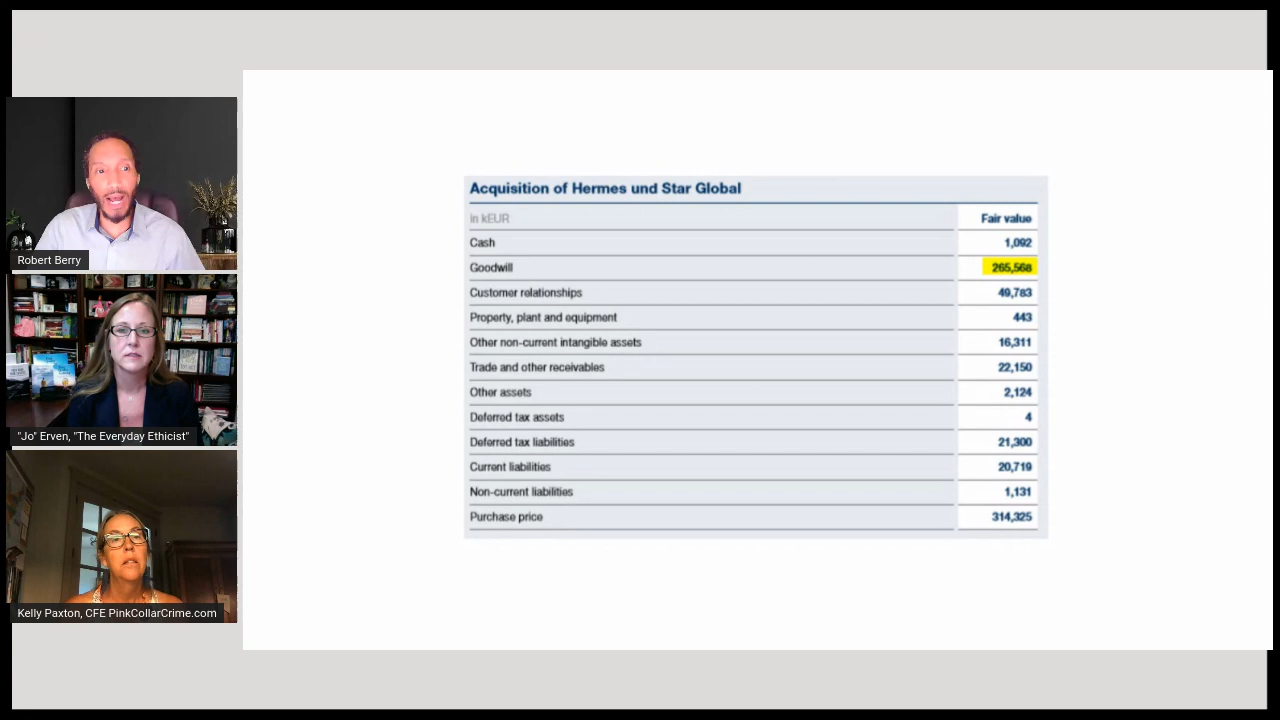 Robert Berry
"Jo" Erven, "The Everyday Ethicist"
Kelly Paxton, CFE PinkCollarCrime.com
Acquisition of Hermes und Star Global
in kEUR Fair value
Cash 1,092
Goodwill 265,568
Customer relationships 49,783
Property, plant and equipment 443
Other non-current intangible assets 16,311
Trade and other receivables 22,150
Other assets 2,124
Deferred tax assets 4
Deferred tax liabilities 21,300
Current liabilities 20,719
Non-current liabilities 1,131
Purchase price 314,325